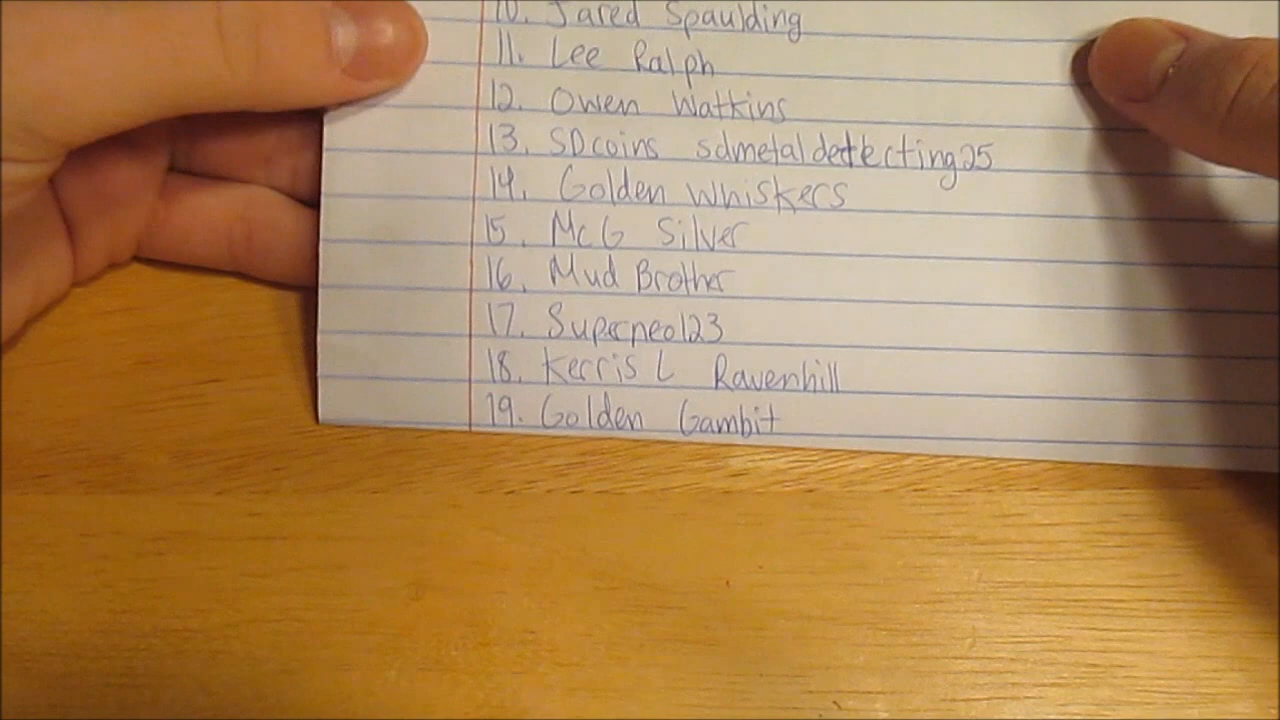 10. Jared Spaulding
11. Lee Ralph
12. Owen Watkins
13. SDcoins sdmetaldetecting25
14. Golden Whiskers
15. McG Silver
16. Mud Brother
17. Superneo123
18. Kerris L Ravenhill
19. Golden Gambit